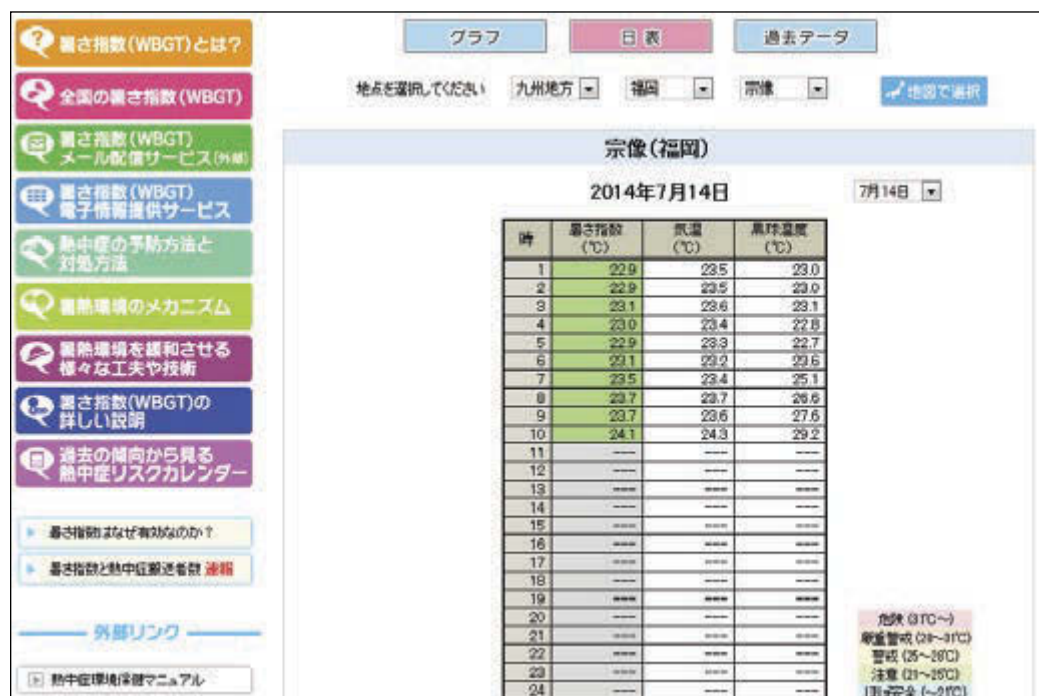 暑さ指数(WBGT)とは?
全国の暑さ指数(WBGT)
暑さ指数(WBGT)
メール配信サービス(外部)
暑さ指数(WBGT)
電子情報提供サービス
熱中症の予防方法と
対処方法
暑熱環境のメカニズム
暑熱環境を緩和させる
様々な工夫や技術
暑さ指数(WBGT)の
詳しい説明
過去の傾向から見る
熱中症リスクカレンダー
暑さ指数はなぜ有効なのか?
暑さ指数と熱中症搬送者数 速報
外部リンク
熱中症環境保健マニュアル
グラフ 日表 過去データ
地点を選択してください 九州地方 福岡 宗像 地図で選択
宗像(福岡)
2014年7月14日 7月14日
時 暑さ指数(℃) 気温(℃) 黒球温度(℃)
1 22.9 23.5 23.0
2 22.9 23.5 23.0
3 23.1 23.6 23.1
4 23.0 23.4 22.8
5 22.9 23.3 22.7
6 23.1 23.2 23.6
7 23.5 23.4 25.1
8 23.7 23.7 26.6
9 23.7 23.6 27.6
10 24.1 24.3 29.2
11 --- --- ---
12 --- --- ---
13 --- --- ---
14 --- --- ---
15 --- --- ---
16 --- --- ---
17 --- --- ---
18 --- --- ---
19 --- --- ---
20 --- --- ---
21 --- --- ---
22 --- --- ---
23 --- --- ---
24 --- --- ---
危険 (31℃~)
厳重警戒 (28~31℃)
警戒 (25~28℃)
注意 (21~25℃)
ほぼ安全 (~21℃)